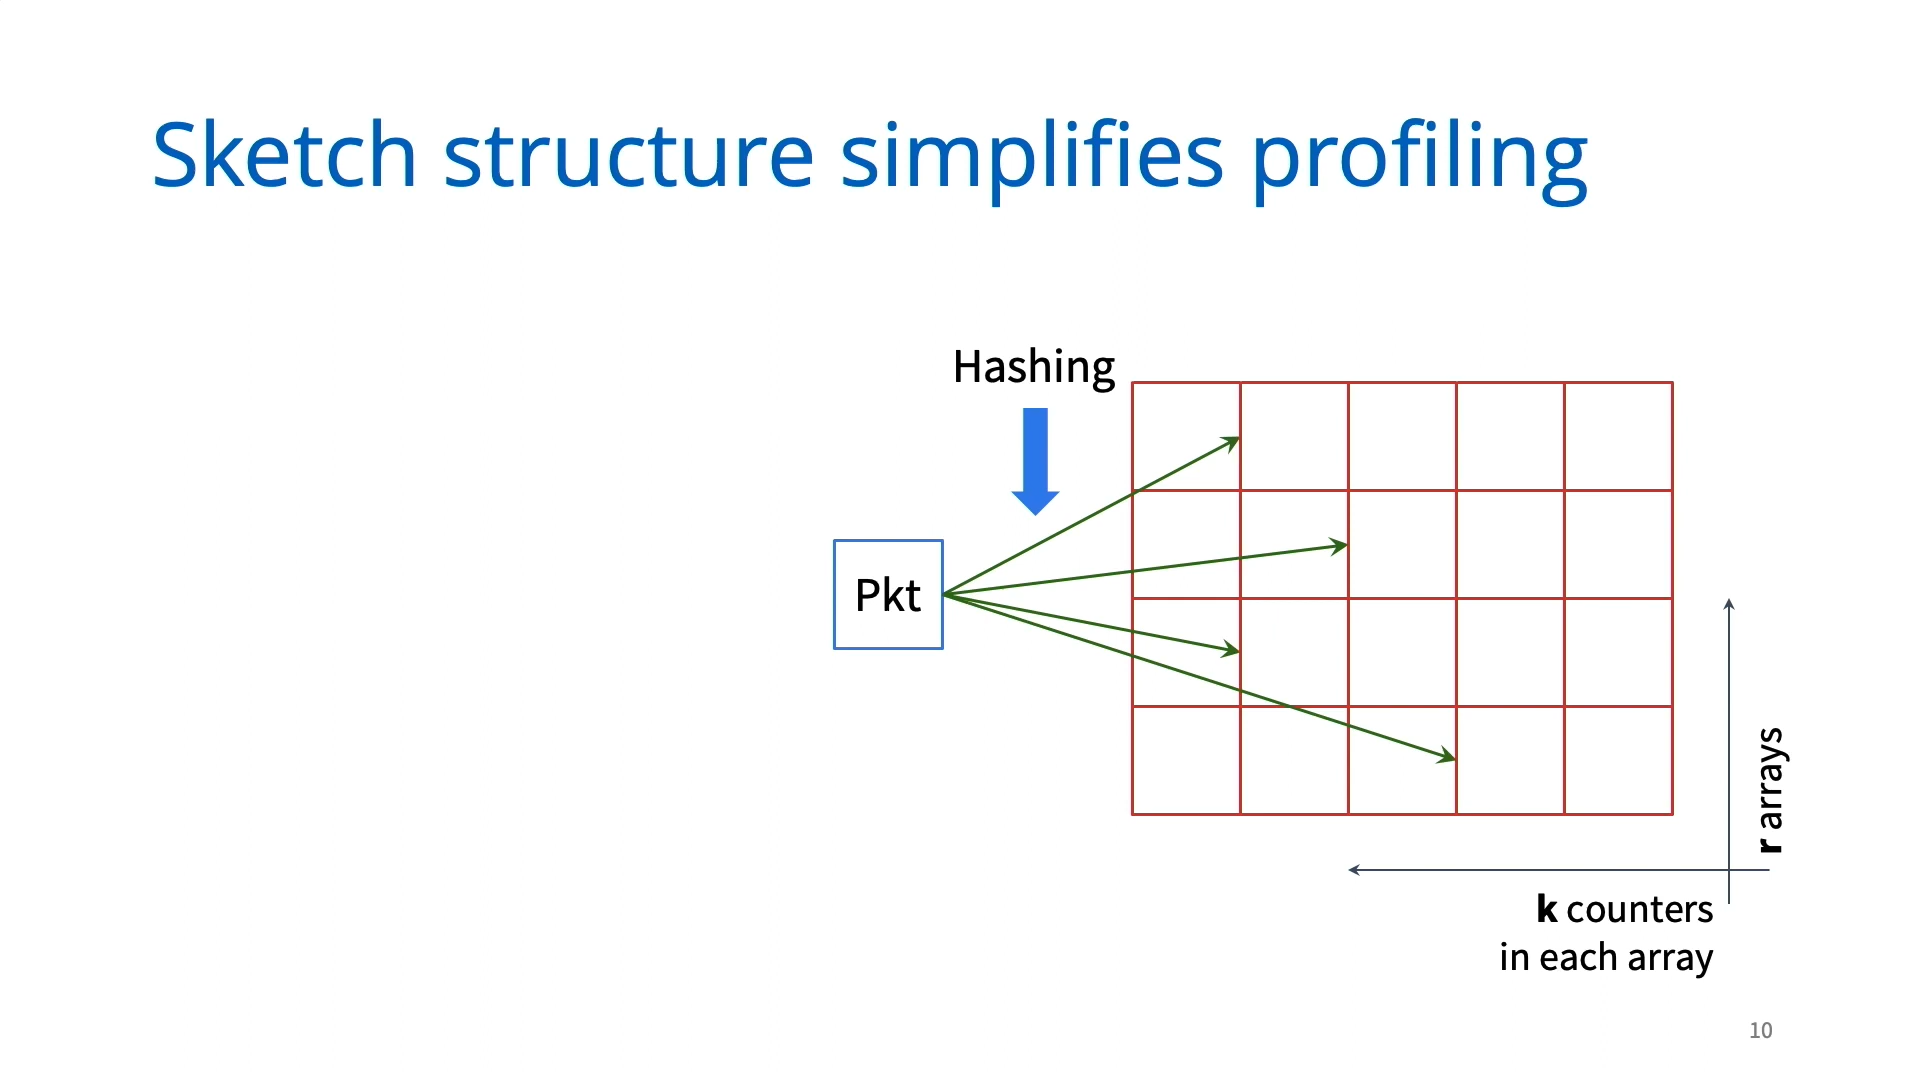 Sketch structure simplifies profiling
Hashing
Pkt
r arrays
k counters
in each array
10